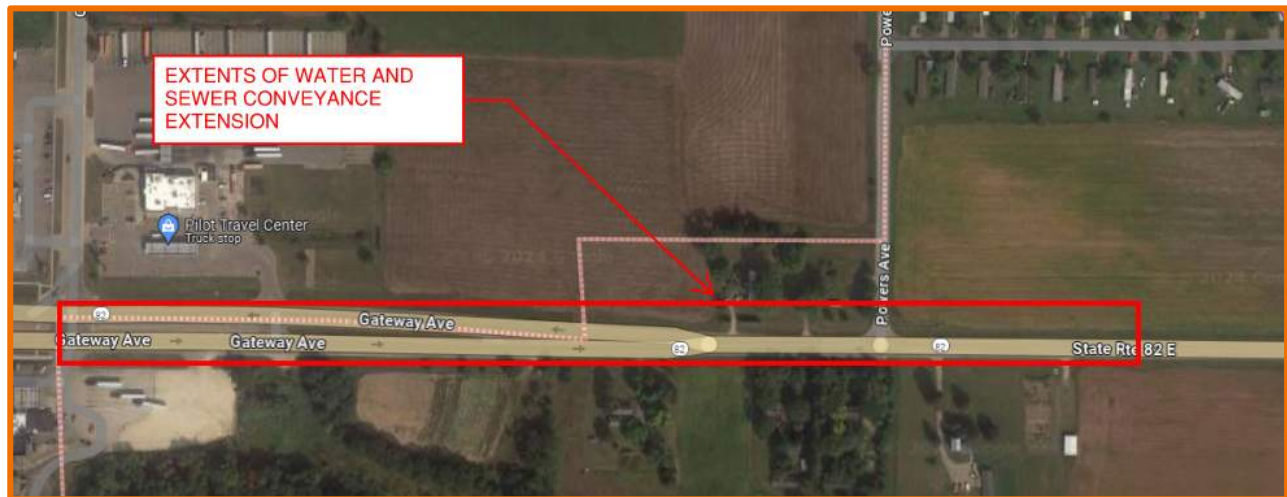 Powe
EXTENTS OF WATER AND
SEWER CONVEYANCE
EXTENSION
Pilot Travel Center
Truck stop
Powers Ave
82
Gateway Ave
Gateway Ave
Gateway Ave
82
82
State Rte 82 E